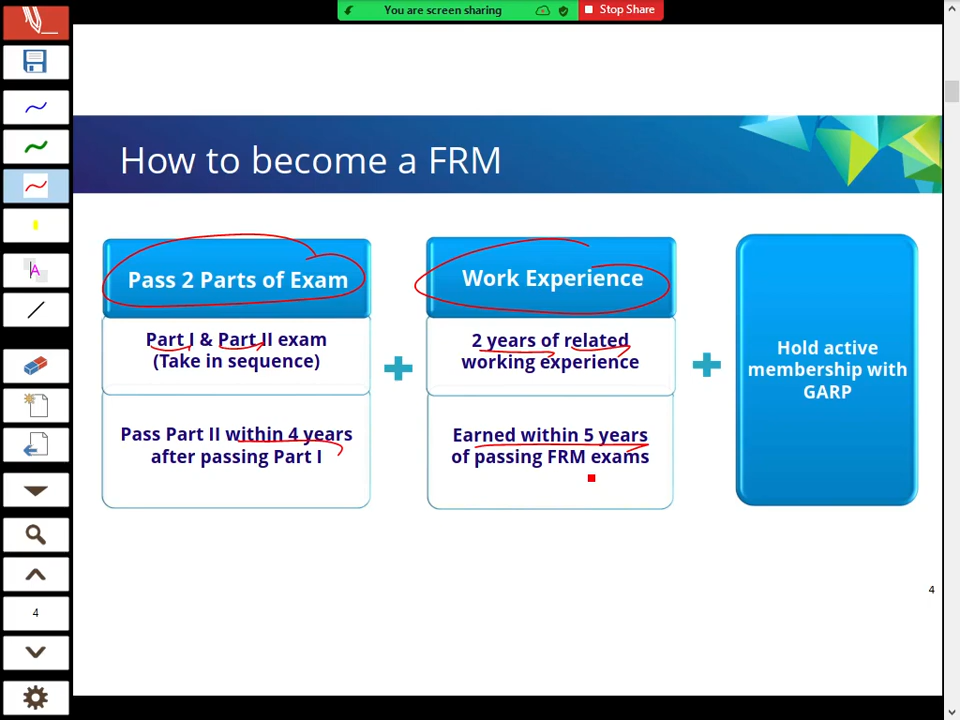 You are screen sharing
Stop Share
How to become a FRM
Pass 2 Parts of Exam
Part I & Part II exam
(Take in sequence)
Pass Part II within 4 years
after passing Part I
Work Experience
2 years of related
working experience
Earned within 5 years
of passing FRM exams
Hold active
membership with
GARP
4
A
4